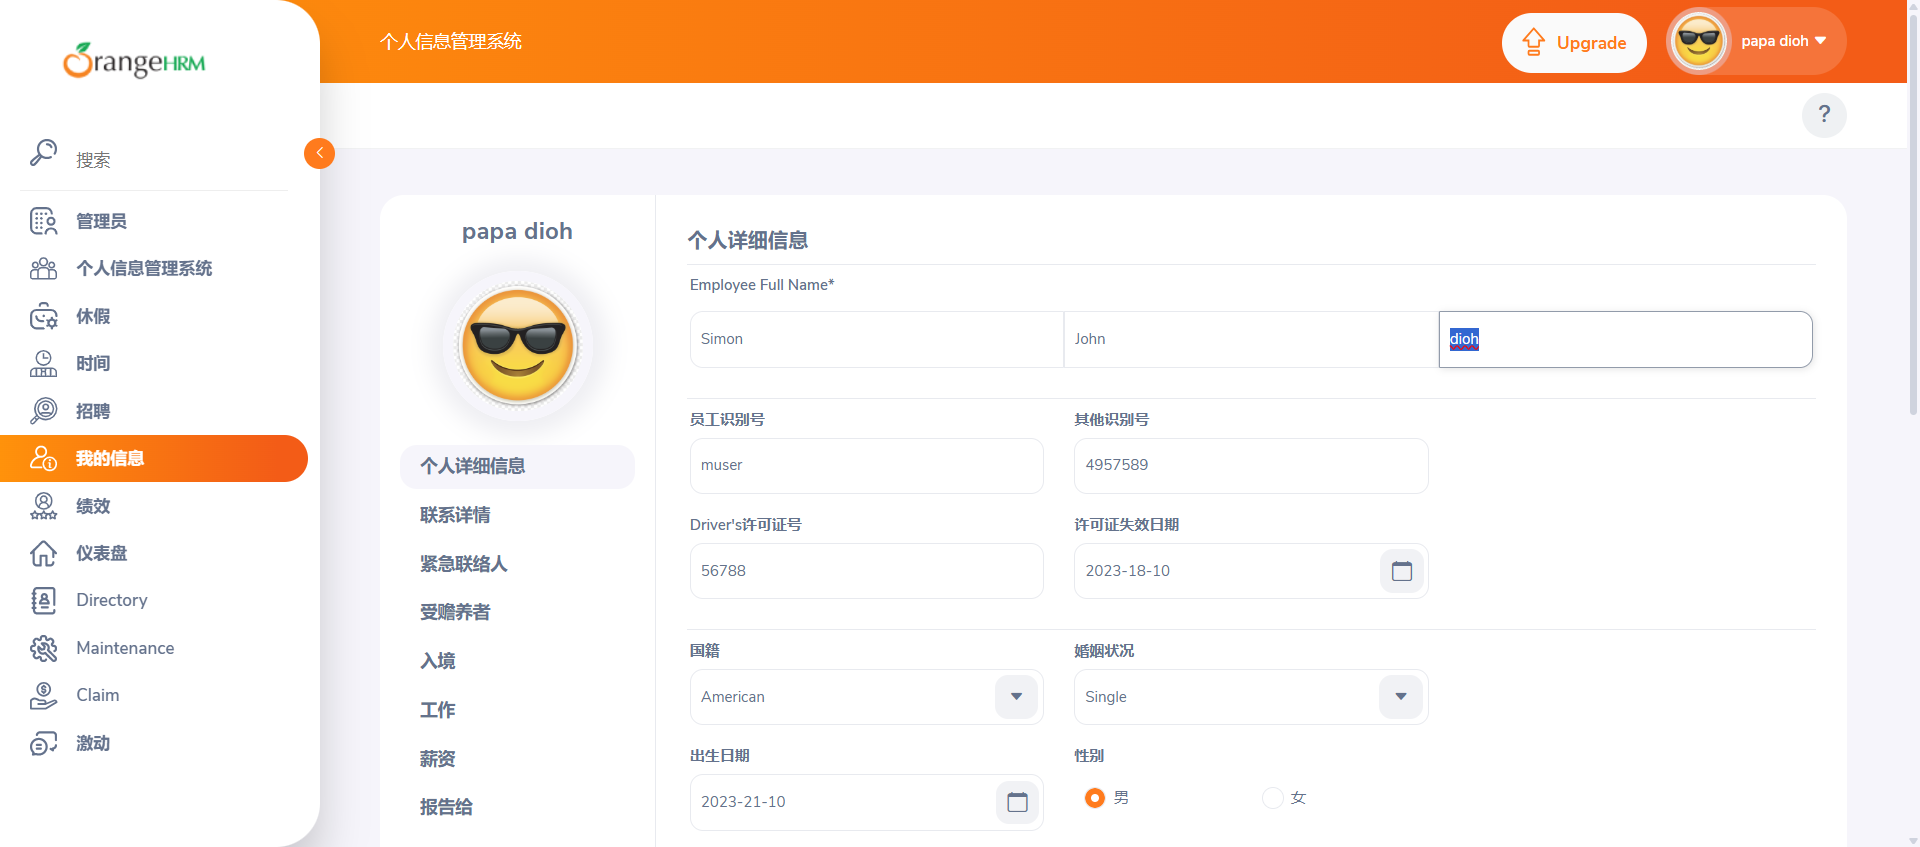 OrangeHRM
个人信息管理系统
Upgrade
papa dioh
?
搜索
管理员
个人信息管理系统
休假
时间
招聘
我的信息
绩效
仪表盘
Directory
Maintenance
Claim
激动
papa dioh
个人详细信息
联系详情
紧急联络人
受赡养者
入境
工作
薪资
报告给
个人详细信息
Employee Full Name*
Simon John dioh
员工识别号 其他识别号
muser 4957589
Driver's许可证号 许可证失效日期
56788 2023-18-10
国籍 婚姻状况
American Single
出生日期 性别
2023-21-10 男 女